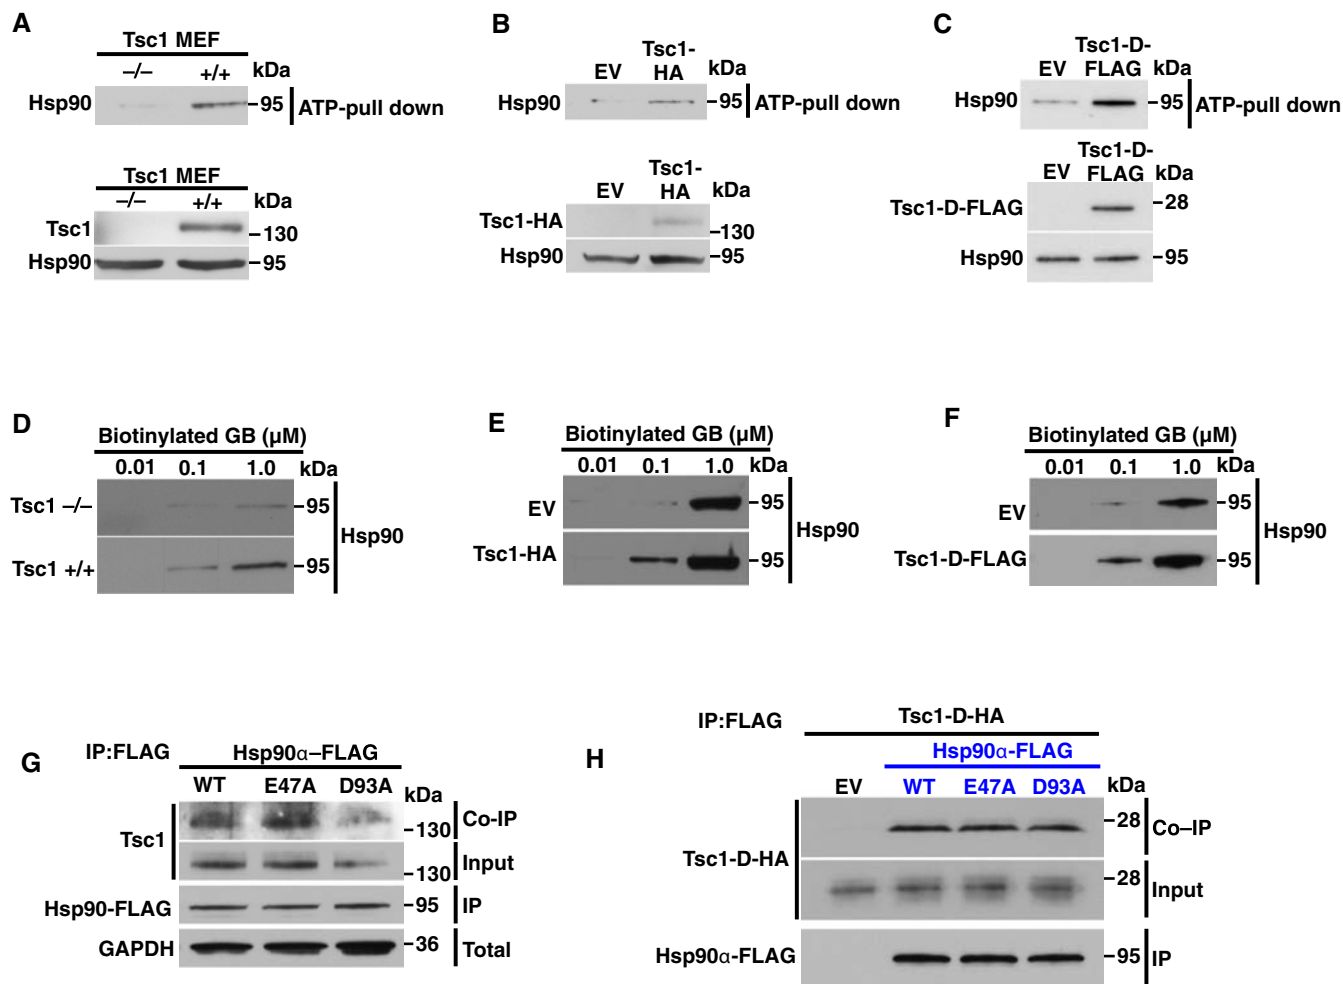 A
Tsc1 MEF
–/– +/+ kDa
Hsp90 –95 ATP-pull down
Tsc1 MEF
–/– +/+ kDa
Tsc1 –130
Hsp90 –95
B
Tsc1-
EV HA kDa
Hsp90 –95 ATP-pull down
Tsc1-
EV HA kDa
Tsc1-HA –130
Hsp90 –95
C
Tsc1-D-
EV FLAG kDa
Hsp90 –95 ATP-pull down
Tsc1-D-
EV FLAG kDa
Tsc1-D-FLAG –28
Hsp90 –95
D
Biotinylated GB (µM)
0.01 0.1 1.0 kDa
Tsc1 –/– –95
Hsp90
Tsc1 +/+ –95
E
Biotinylated GB (µM)
0.01 0.1 1.0 kDa
EV –95
Hsp90
Tsc1-HA –95
F
Biotinylated GB (µM)
0.01 0.1 1.0 kDa
EV –95
Hsp90
Tsc1-D-FLAG –95
G
IP:FLAG Hsp90α–FLAG
WT E47A D93A kDa
Tsc1
–130 Co-IP
–130 Input
Hsp90-FLAG –95 IP
GAPDH –36 Total
H
IP:FLAG Tsc1-D-HA
Hsp90α-FLAG
EV WT E47A D93A kDa
Tsc1-D-HA
–28 Co–IP
–28 Input
Hsp90α-FLAG –95 IP